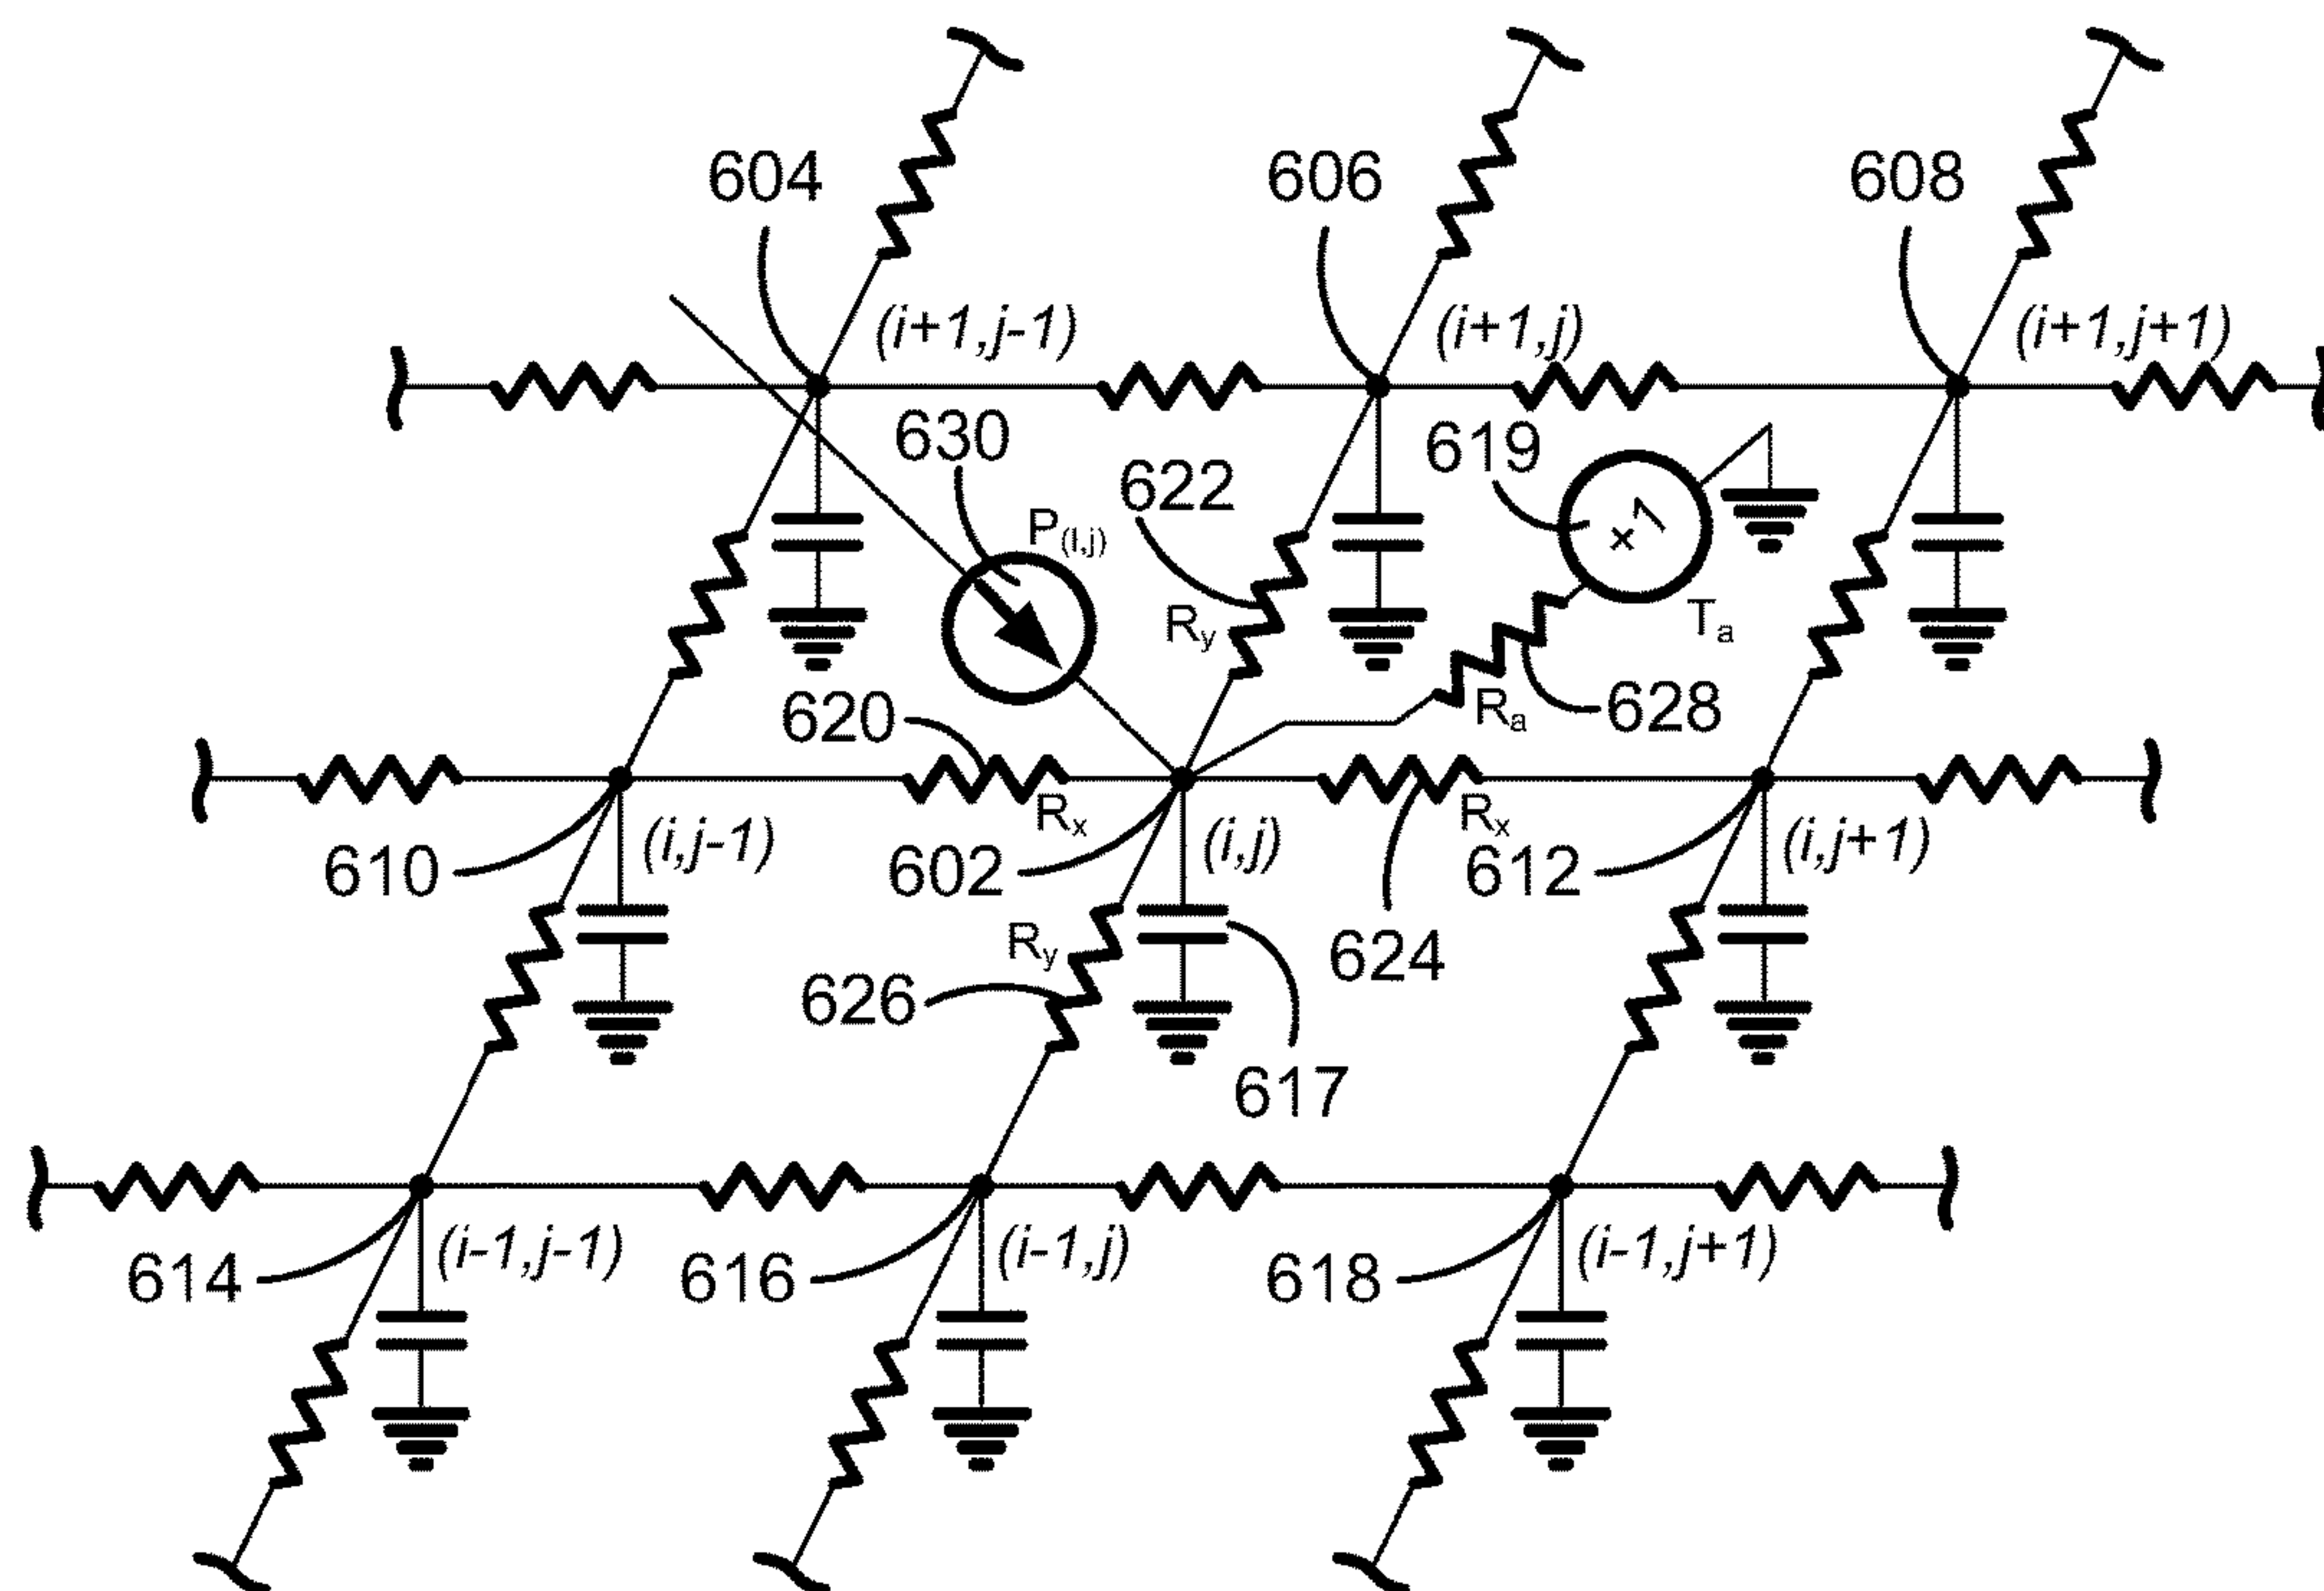 604 606 608
(i+1,j-1) (i+1,j) (i+1,j+1)
630 619
622
P(I,j)
×1
Ry Ta
620 Ra 628
Rx Rx
610 (i,j-1) 602 (i,j) 612 (i,j+1)
Ry 624
626
617
(i-1,j-1) (i-1,j) (i-1,j+1)
614 616 618